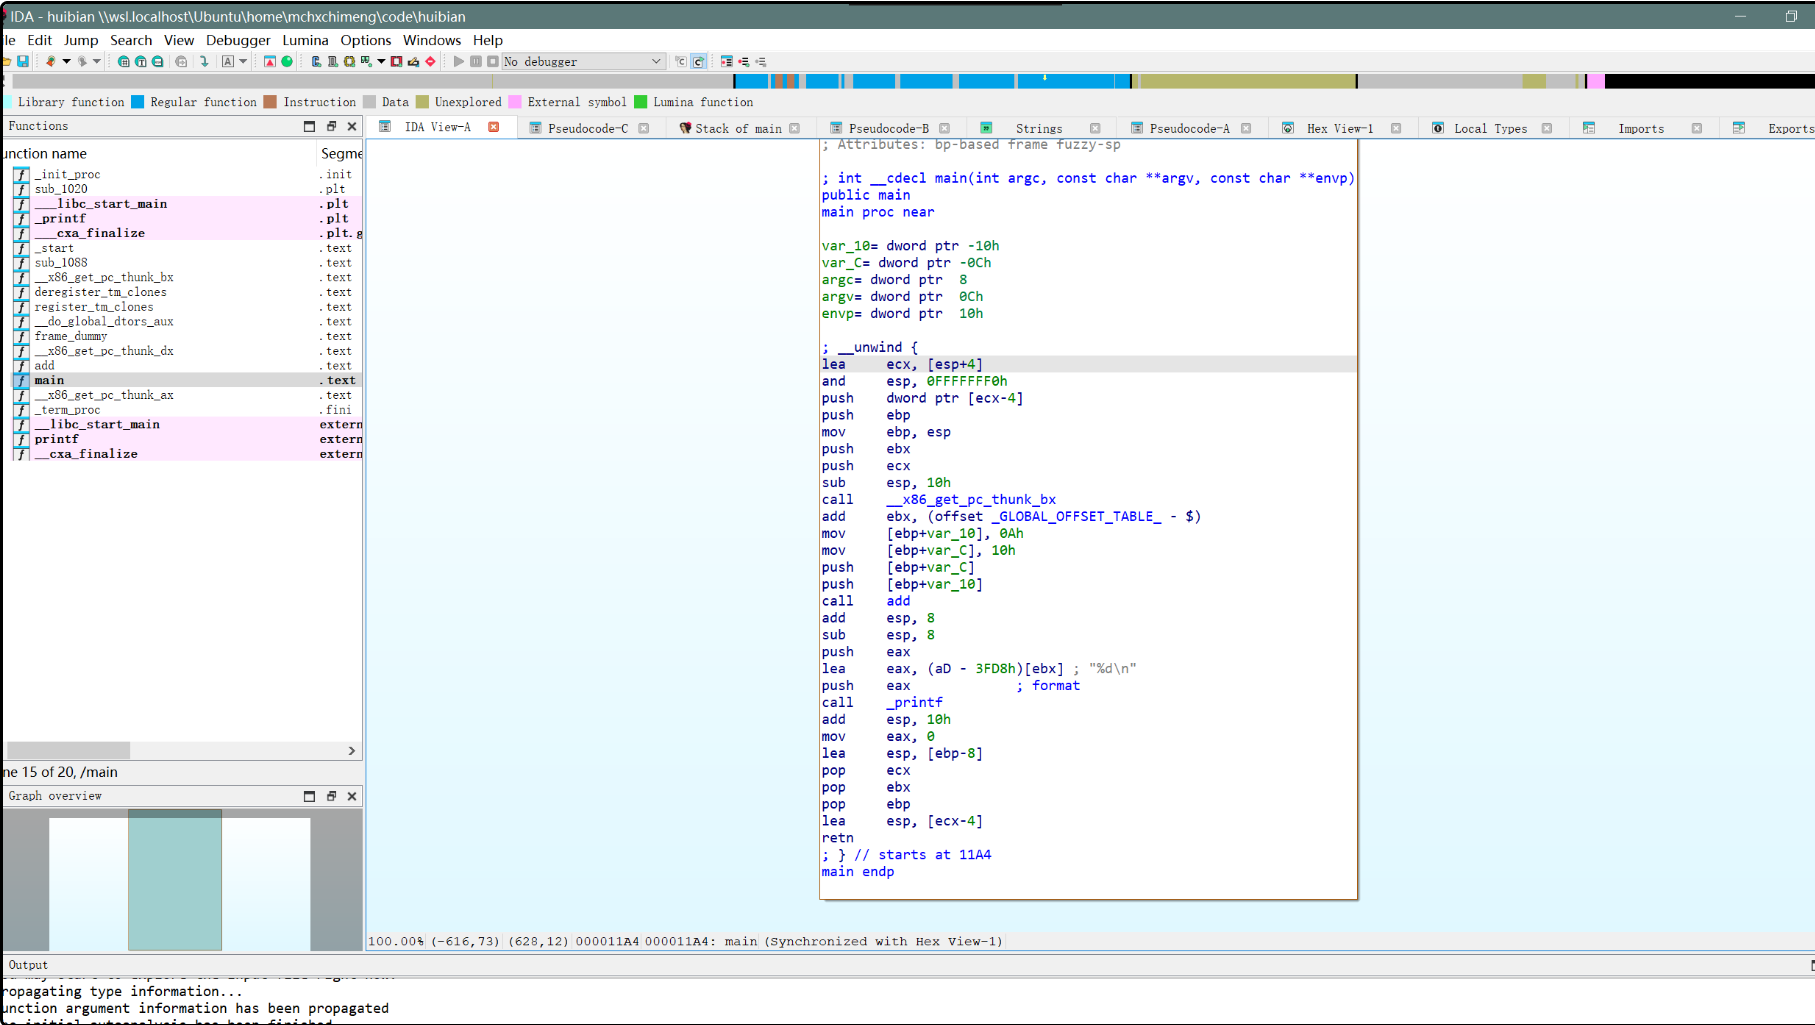 IDA - huibian \\wsl.localhost\Ubuntu\home\mchxchimeng\code\huibian
ile Edit Jump Search View Debugger Lumina Options Windows Help
No debugger
Library function Regular function Instruction Data Unexplored External symbol Lumina function
Functions
IDA View-A Pseudocode-C Stack of main Pseudocode-B Strings Pseudocode-A Hex View-1 Local Types Imports Exports
unction name Segme
_init_proc .init
sub_1020 .plt
___libc_start_main .plt
_printf .plt
___cxa_finalize .plt.g
_start .text
sub_1088 .text
__x86_get_pc_thunk_bx .text
deregister_tm_clones .text
register_tm_clones .text
__do_global_dtors_aux .text
frame_dummy .text
__x86_get_pc_thunk_dx .text
add .text
main .text
__x86_get_pc_thunk_ax .text
_term_proc .fini
__libc_start_main extern
printf extern
__cxa_finalize extern
ne 15 of 20, /main
Graph overview
; Attributes: bp-based frame fuzzy-sp
; int __cdecl main(int argc, const char **argv, const char **envp)
public main
main proc near
var_10= dword ptr -10h
var_C= dword ptr -0Ch
argc= dword ptr  8
argv= dword ptr  0Ch
envp= dword ptr  10h
; __unwind {
lea     ecx, [esp+4]
and     esp, 0FFFFFFF0h
push    dword ptr [ecx-4]
push    ebp
mov     ebp, esp
push    ebx
push    ecx
sub     esp, 10h
call    __x86_get_pc_thunk_bx
add     ebx, (offset _GLOBAL_OFFSET_TABLE_ - $)
mov     [ebp+var_10], 0Ah
mov     [ebp+var_C], 10h
push    [ebp+var_C]
push    [ebp+var_10]
call    add
add     esp, 8
sub     esp, 8
push    eax
lea     eax, (aD - 3FD8h)[ebx] ; "%d\n"
push    eax             ; format
call    _printf
add     esp, 10h
mov     eax, 0
lea     esp, [ebp-8]
pop     ecx
pop     ebx
pop     ebp
lea     esp, [ecx-4]
retn
; } // starts at 11A4
main endp
100.00% (-616,73) (628,12) 000011A4 000011A4: main (Synchronized with Hex View-1)
Output
ropagating type information...
unction argument information has been propagated